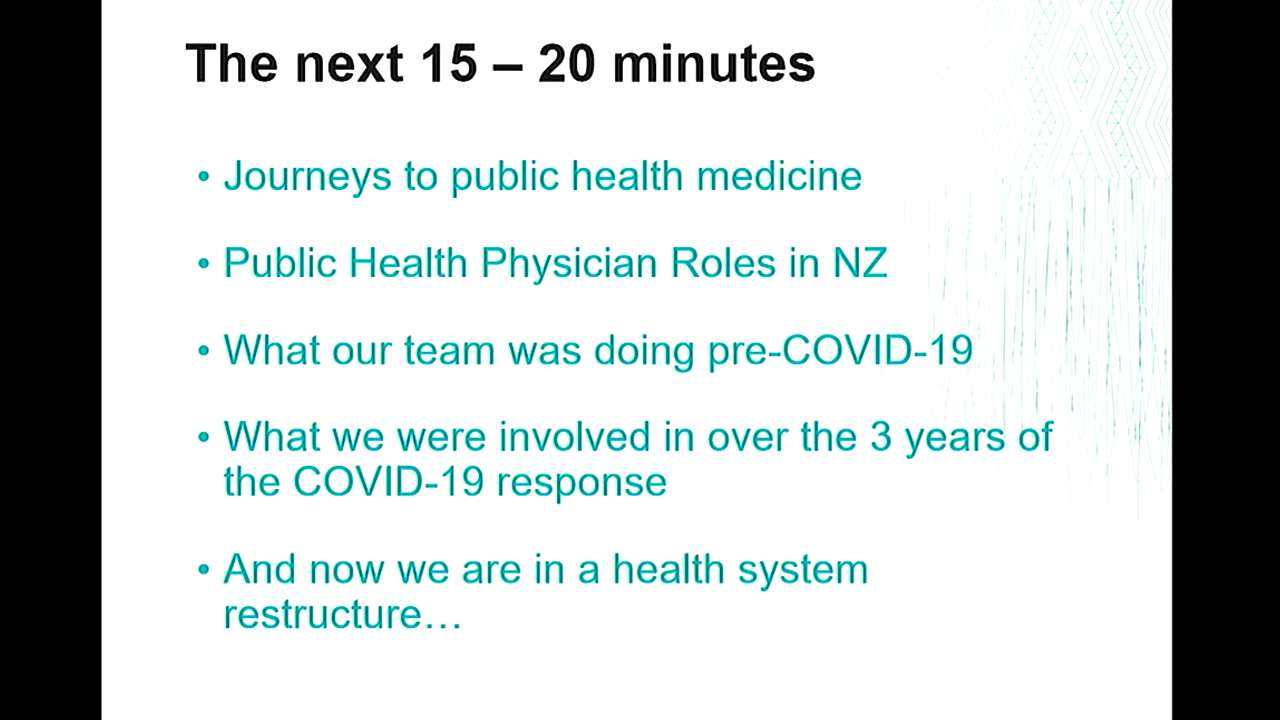 The next 15 – 20 minutes
• Journeys to public health medicine
• Public Health Physician Roles in NZ
• What our team was doing pre-COVID-19
• What we were involved in over the 3 years of
the COVID-19 response
• And now we are in a health system
restructure…